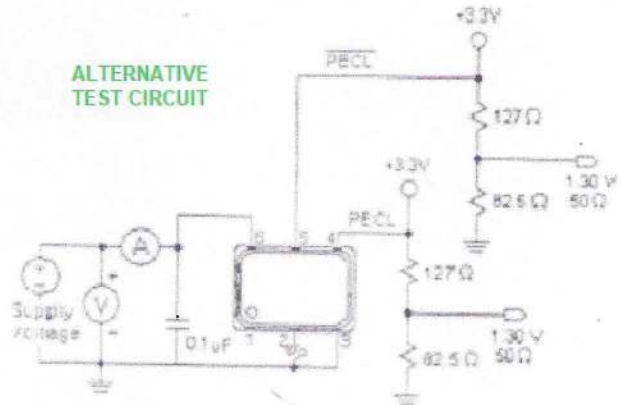 ALTERNATIVE
TEST CIRCUIT
+3.3V
PECL
127Ω
1.30 V
50Ω
82.5Ω
+3.3V
PECL
127Ω
1.30 V
50Ω
82.5Ω
6
5
4
A
V
+
−
+
−
Supply
Voltage
0.1uF
1
2
3